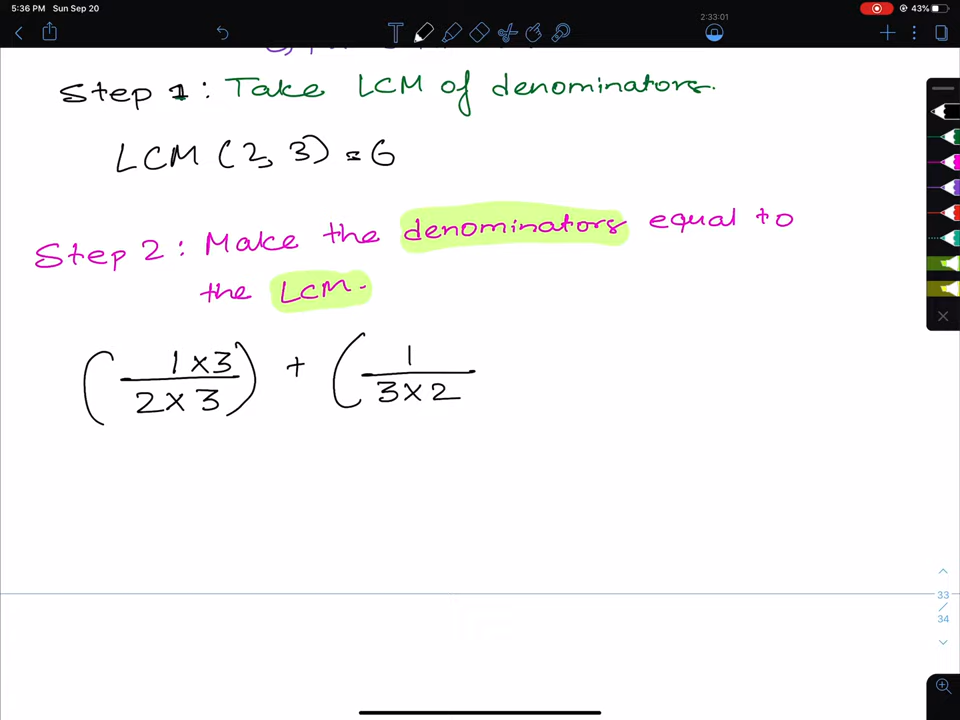 5:36 PM Sun Sep 20
2:33:01
43%
Step 1: Take LCM of denominators.
LCM (2, 3) = 6
Step 2: Make the denominators equal to
the LCM.
(1×3/2×3) + (1/3×2
33
/
34